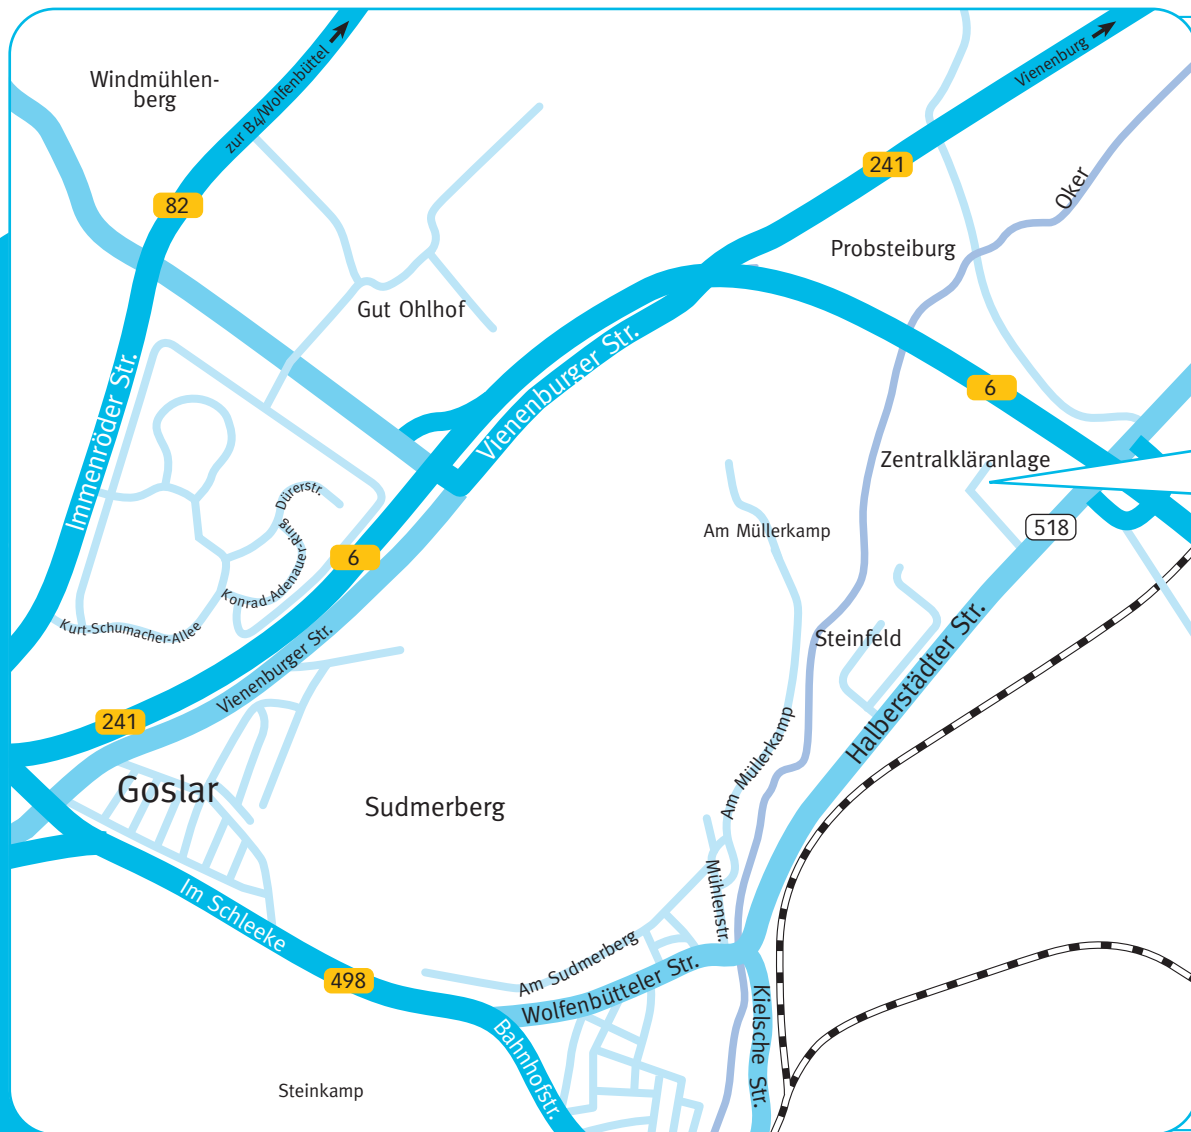 Windmühlen-
berg
zur B4/Wolfenbüttel
Vienenburg
241
82
Oker
Probsteiburg
Gut Ohlhof
Vienenburger Str.
Immenröder Str.
6
Zentralkläranlage
Dürerstr.
518
Am Müllerkamp
Konrad-Adenauer-Ring
6
Kurt-Schumacher-Allee
Steinfeld
Vienenburger Str.
Halberstädter Str.
241
Goslar
Sudmerberg
Am Müllerkamp
Im Schleeke
Mühlenstr.
498
Am Sudmerberg
Wolfenbütteler Str.
Bahnhofstr.
Kielsche Str.
Steinkamp